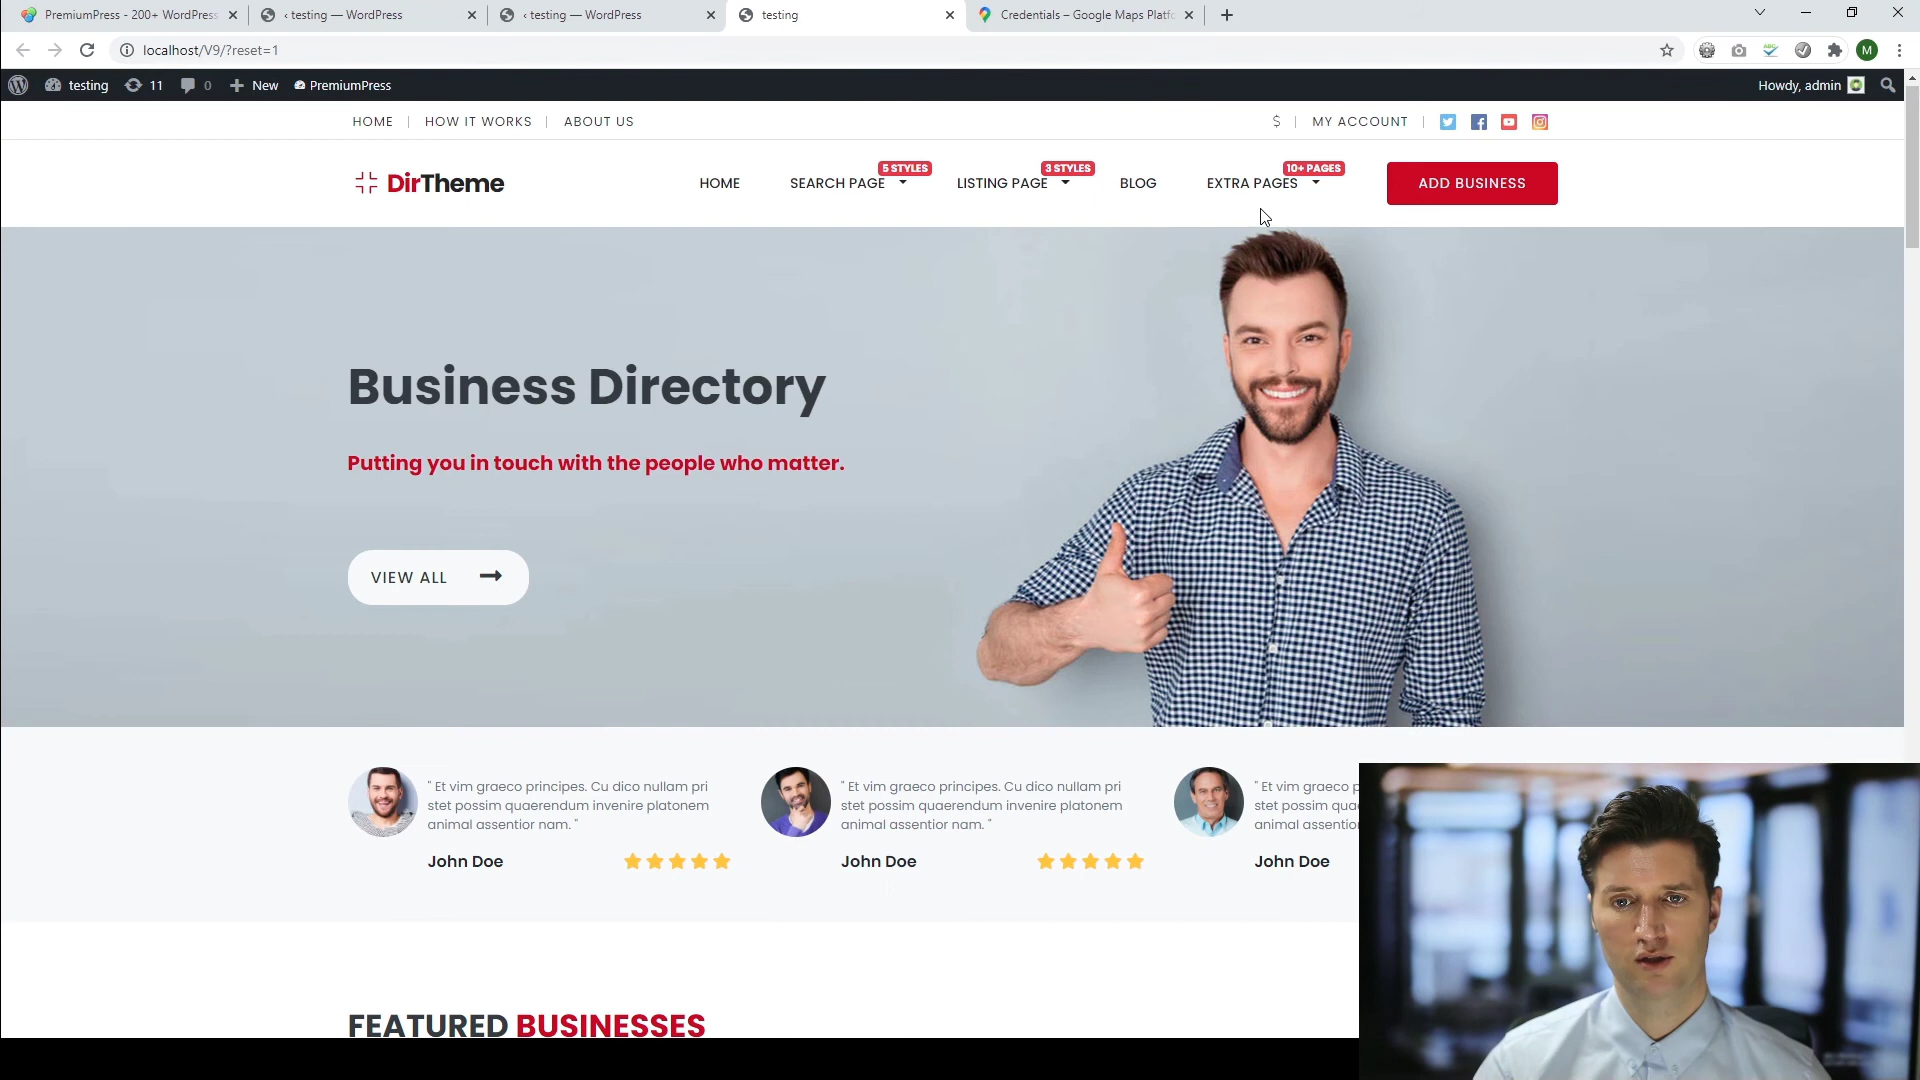 PremiumPress - 200+ WordPress
‹ testing — WordPress
‹ testing — WordPress
testing
Credentials – Google Maps Platfo
localhost/V9/?reset=1
M
testing
11
0
New
PremiumPress
Howdy, admin
HOME
HOW IT WORKS
ABOUT US
$
MY ACCOUNT
DirTheme
HOME
SEARCH PAGE
5 STYLES
LISTING PAGE
3 STYLES
BLOG
EXTRA PAGES
10+ PAGES
ADD BUSINESS
Business Directory
Putting you in touch with the people who matter.
VIEW ALL
" Et vim graeco principes. Cu dico nullam pri
stet possim quaerendum invenire platonem
animal assentior nam. "
John Doe
" Et vim graeco principes. Cu dico nullam pri
stet possim quaerendum invenire platonem
animal assentior nam. "
John Doe
" Et vim graeco p
stet possim qua
animal assentior
John Doe
FEATURED BUSINESSES